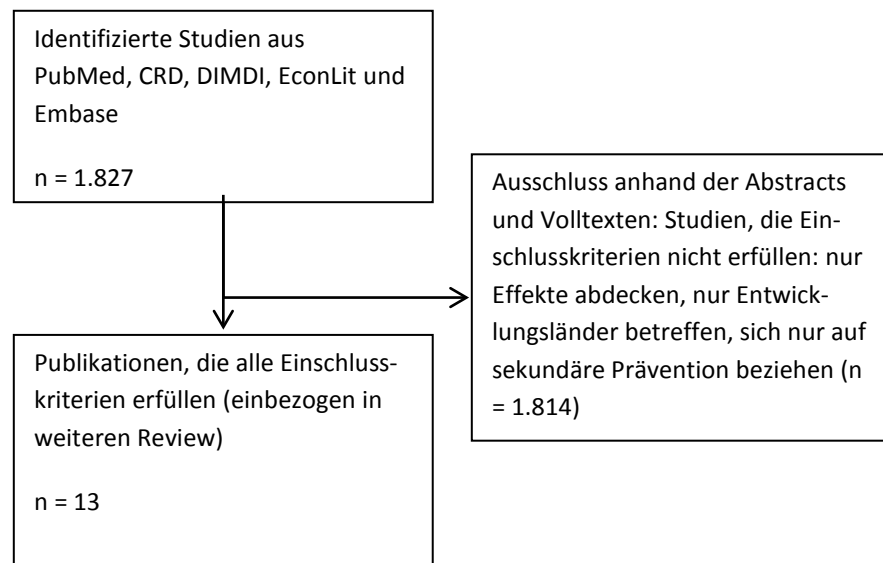 Identifizierte Studien aus
PubMed, CRD, DIMDI, EconLit und
Embase
n = 1.827
Ausschluss anhand der Abstracts
und Volltexten: Studien, die Ein-
schlusskriterien nicht erfüllen: nur
Effekte abdecken, nur Entwick-
lungsländer betreffen, sich nur auf
sekundäre Prävention beziehen (n
= 1.814)
Publikationen, die alle Einschluss-
kriterien erfüllen (einbezogen in
weiteren Review)
n = 13